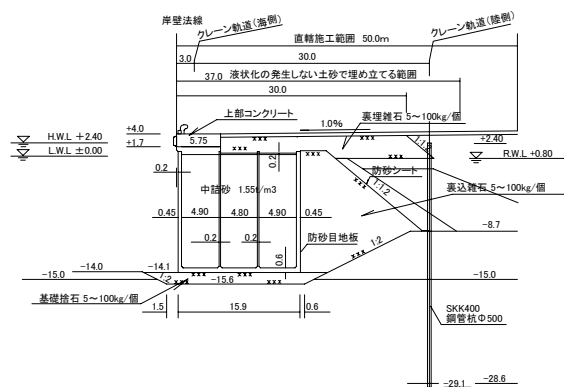 岸壁法線
クレーン軌道(海側)
クレーン軌道(陸側)
直轄施工範囲 50.0m
3.0
30.0
37.0 液状化の発生しない土砂で埋め立てる範囲
30.0
上部コンクリート
1.0%
裏埋雑石 5~100kg/個
H.W.L +2.40
+4.0
5.75
L.W.L ±0.00
+1.7
1:1
+2.40
R.W.L +0.80
0.2
0.2
防砂シート
中詰砂 1.55t/m3
1:1.2
裏込雑石 5~100kg/個
0.45
4.90
4.80
4.90
0.45
0.2
0.2
防砂目地板
0.6
1:2
-8.7
-14.0
-14.1
-15.0
1:2
-15.6
-15.0
基礎捨石 5~100kg/個
1.5
15.9
0.6
SKK400
鋼管杭Φ500
-29.1
-28.6